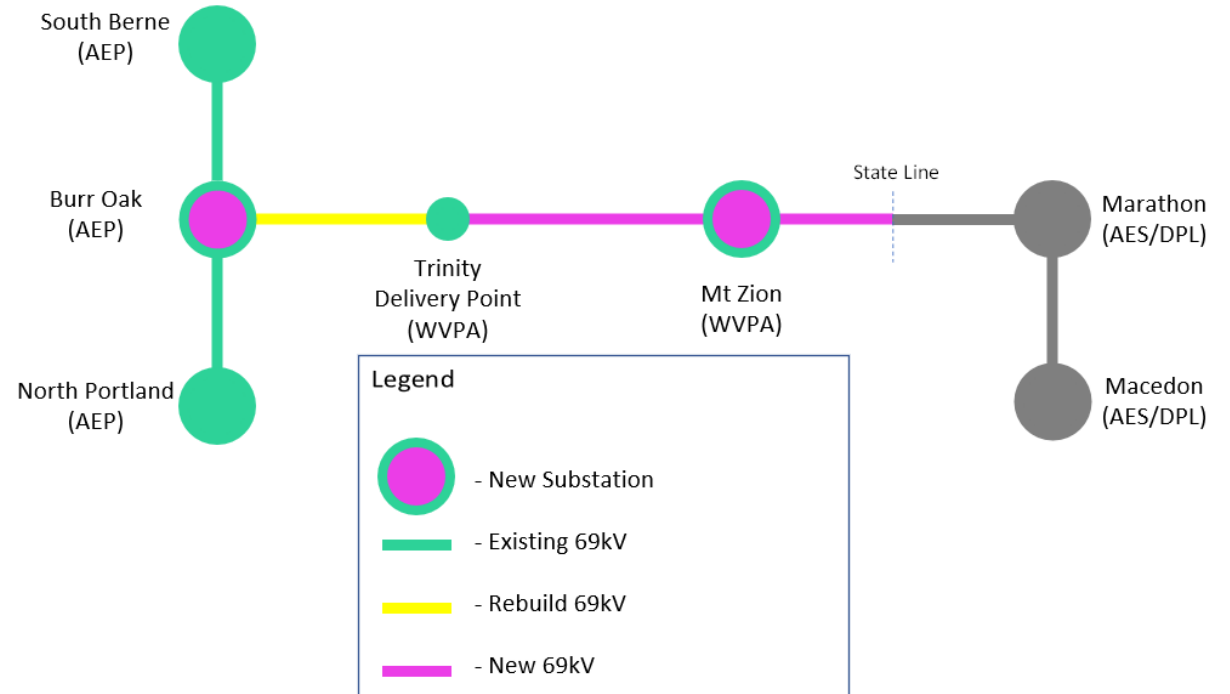 South Berne
(AEP)
State Line
Burr Oak
(AEP)
Marathon
(AES/DPL)
Trinity
Delivery Point
(WVPA)
Mt Zion
(WVPA)
North Portland
(AEP)
Macedon
(AES/DPL)
Legend
- New Substation
- Existing 69kV
- Rebuild 69kV
- New 69kV